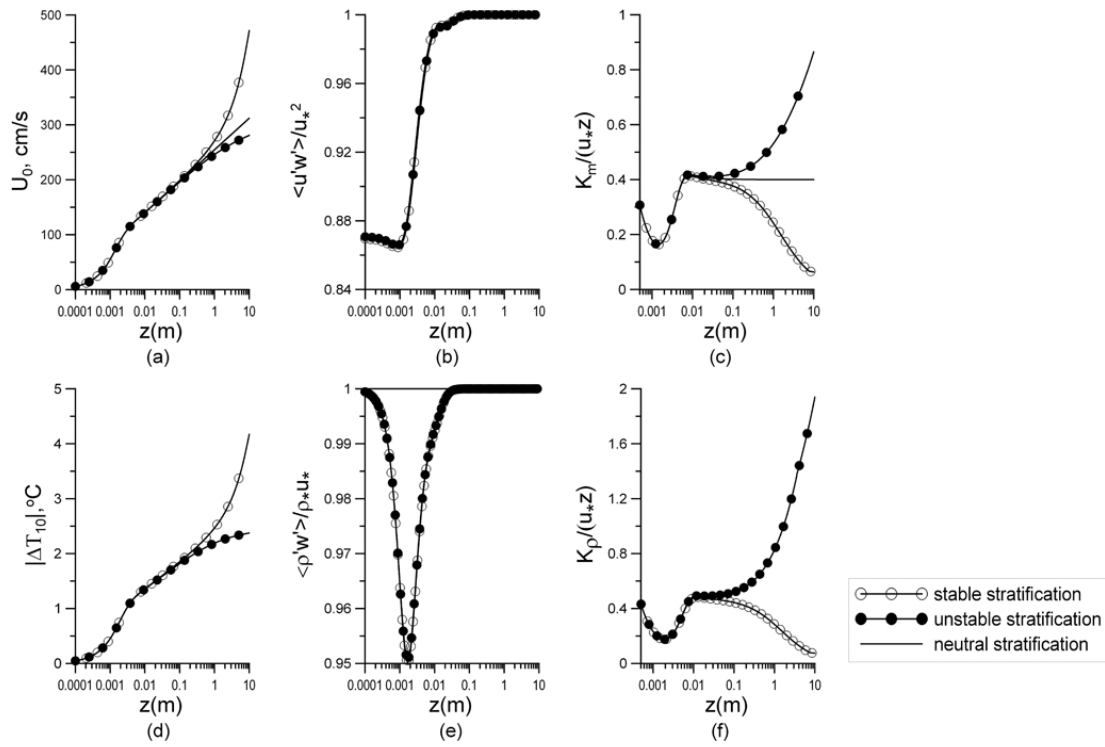 500
400
300
200
100
0
U₀, cm/s
0.0001 0.001 0.01 0.1 1 10
z(m)
(a)
1
0.96
0.92
0.88
0.84
<u'w'>/u*²
0.0001 0.001 0.01 0.1 1 10
z(m)
(b)
1
0.8
0.6
0.4
0.2
0
Kₘ/(u*z)
0.001 0.01 0.1 1 10
z(m)
(c)
5
4
3
2
1
0
|ΔT₁₀|,°C
0.0001 0.001 0.01 0.1 1 10
z(m)
(d)
1
0.99
0.98
0.97
0.96
0.95
<ρ'w'>/ρ*u*
0.0001 0.001 0.01 0.1 1 10
z(m)
(e)
2
1.6
1.2
0.8
0.4
0
Kρ/(u*z)
0.001 0.01 0.1 1 10
z(m)
(f)
stable stratification
unstable stratification
neutral stratification